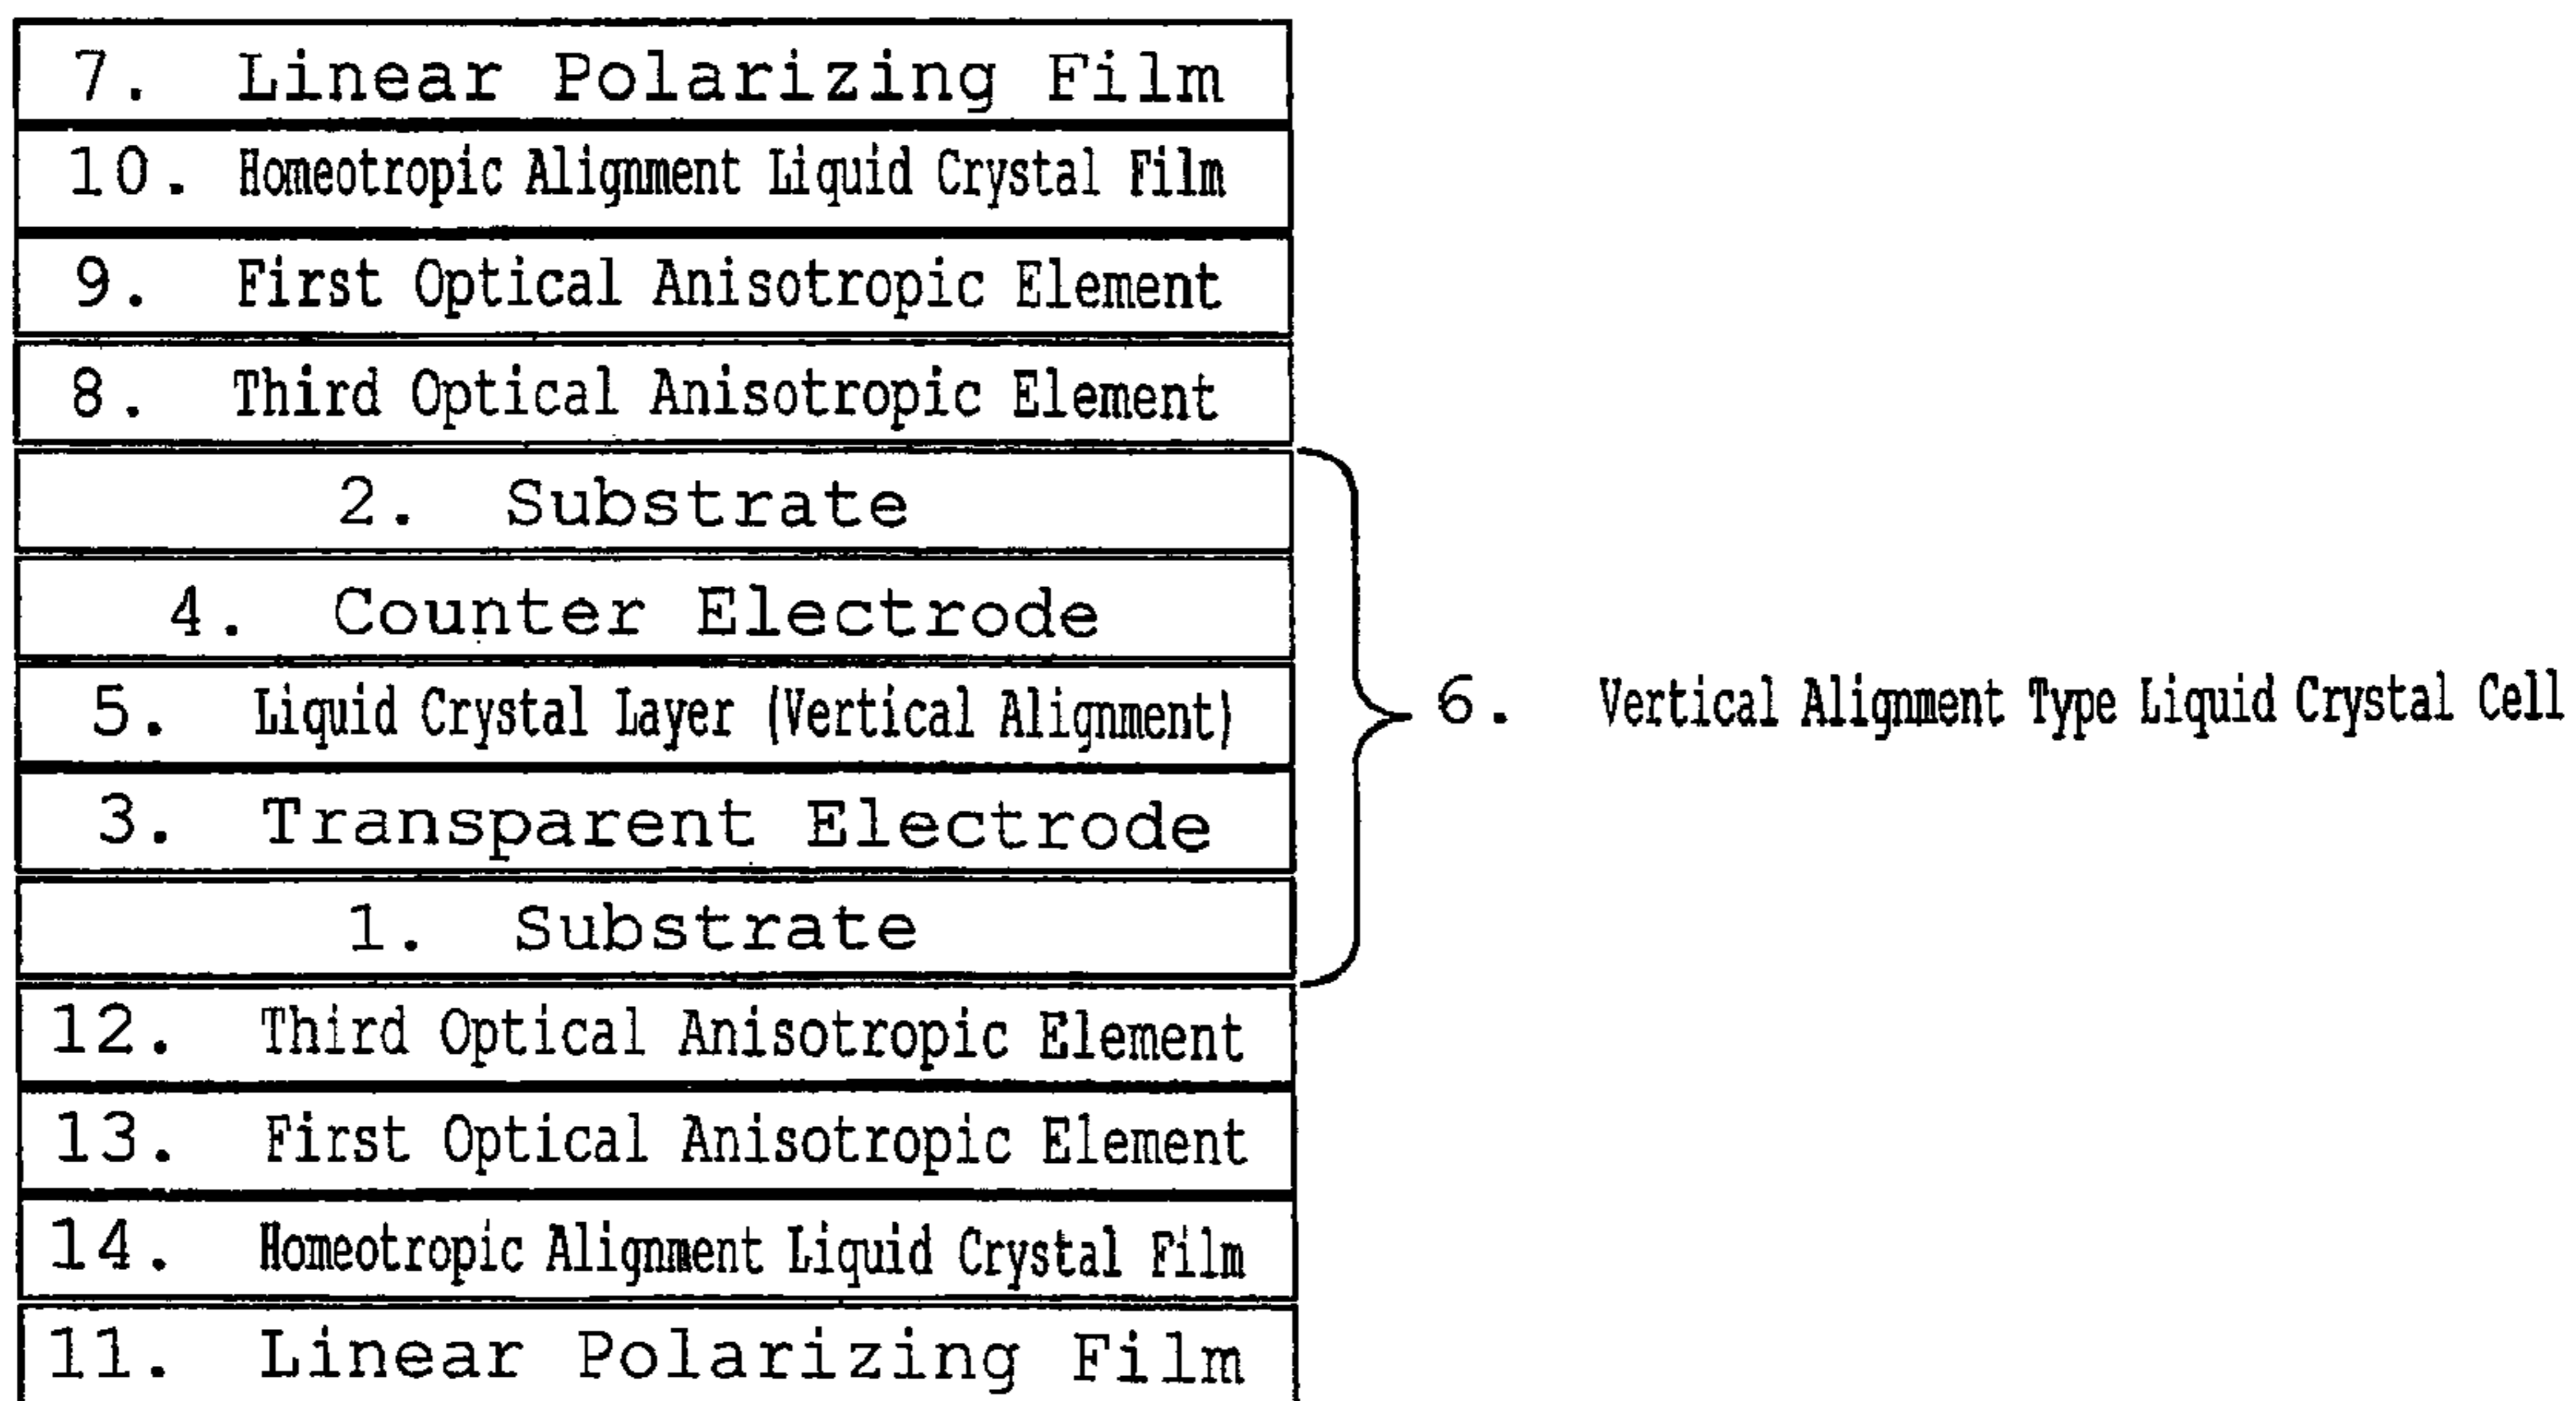 7. Linear Polarizing Film
10. Homeotropic Alignment Liquid Crystal Film
9. First Optical Anisotropic Element
8. Third Optical Anisotropic Element
2. Substrate
4. Counter Electrode
5. Liquid Crystal Layer (Vertical Alignment)
6. Vertical Alignment Type Liquid Crystal Cell
3. Transparent Electrode
1. Substrate
12. Third Optical Anisotropic Element
13. First Optical Anisotropic Element
14. Homeotropic Alignment Liquid Crystal Film
11. Linear Polarizing Film